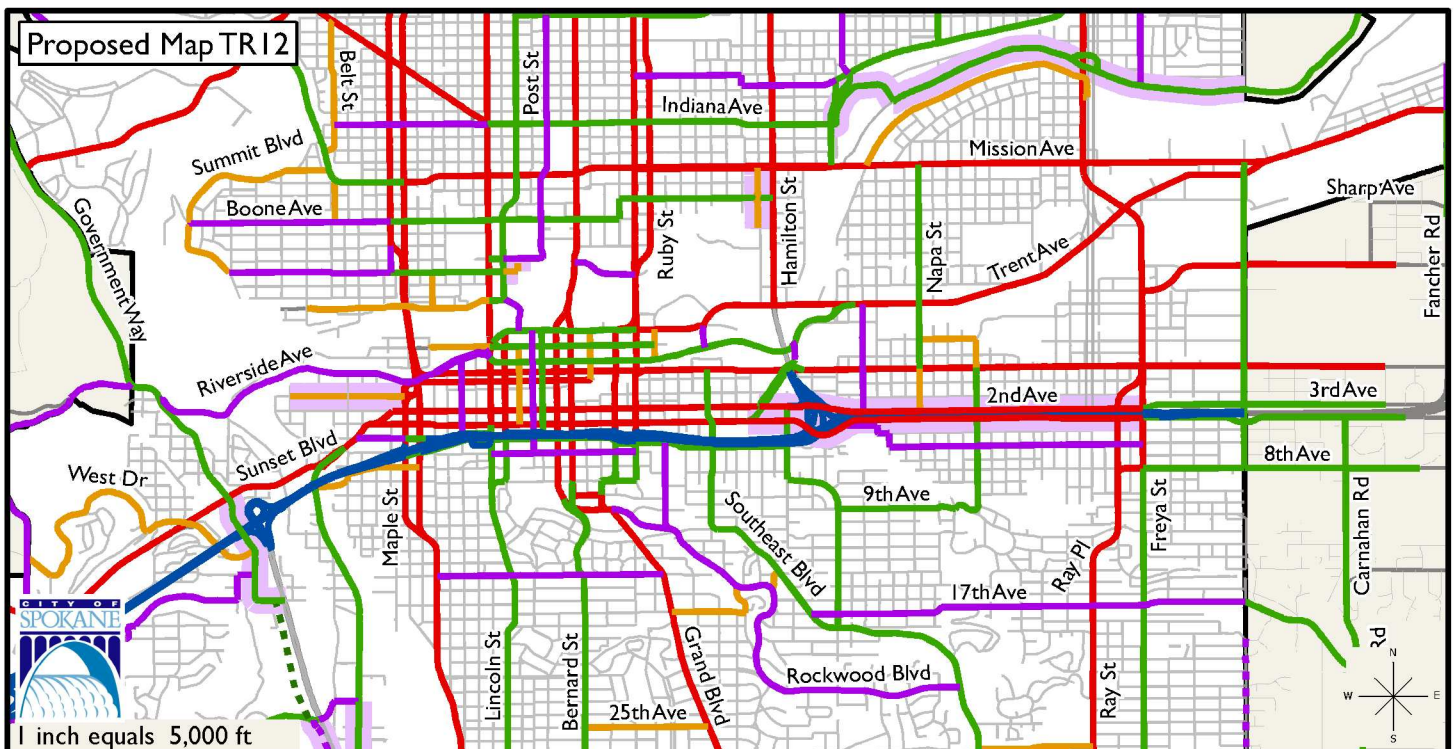 Proposed Map TR12
Belt St
Post St
Indiana Ave
Summit Blvd
Mission Ave
Boone Ave
Sharp Ave
Government Way
Ruby St
Hamilton St
Napa St
Trent Ave
Fancher Rd
Riverside Ave
2nd Ave
3rd Ave
Sunset Blvd
8th Ave
West Dr
Maple St
9th Ave
Southeast Blvd
Freya St
Carnahan Rd
Ray Pl
17th Ave
CITY OF
SPOKANE
Lincoln St
Bernard St
Grand Blvd
Rockwood Blvd
Ray St
Rd
N
W
E
S
25th Ave
1 inch equals 5,000 ft